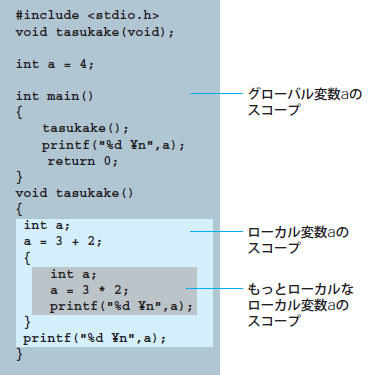 #include <stdio.h>
void tasukake(void);
int a = 4;
int main()
{
tasukake();
printf("%d ¥n",a);
return 0;
}
void tasukake()
{
int a;
a = 3 + 2;
{
int a;
a = 3 * 2;
printf("%d ¥n",a);
}
printf("%d ¥n",a);
}
グローバル変数aの
スコープ
ローカル変数aの
スコープ
もっとローカルな
ローカル変数aの
スコープ